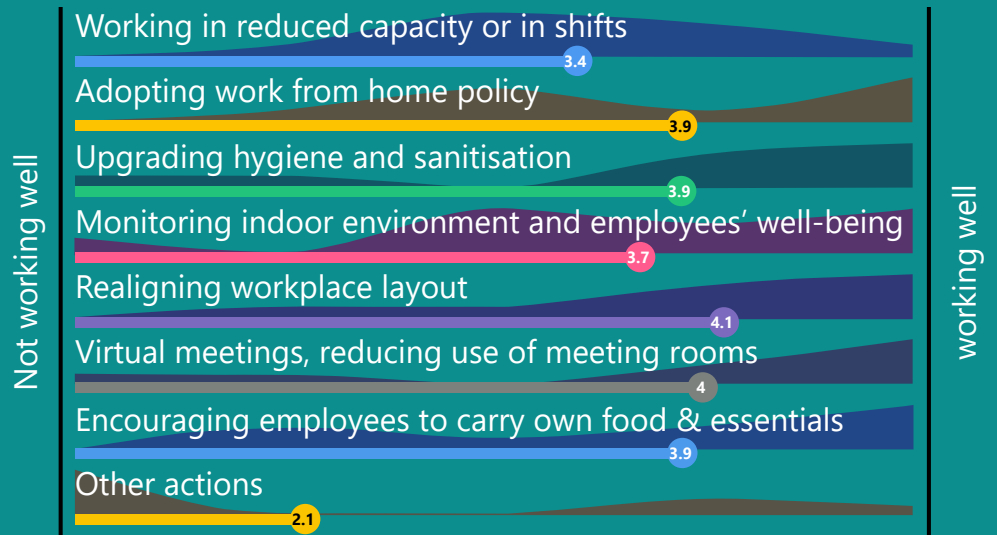 Working in reduced capacity or in shifts
3.4
Adopting work from home policy
3.9
Upgrading hygiene and sanitisation
3.9
Monitoring indoor environment and employees’ well-being
3.7
Realigning workplace layout
4.1
Virtual meetings, reducing use of meeting rooms
4
Encouraging employees to carry own food & essentials
3.9
Other actions
2.1
Not working well
working well